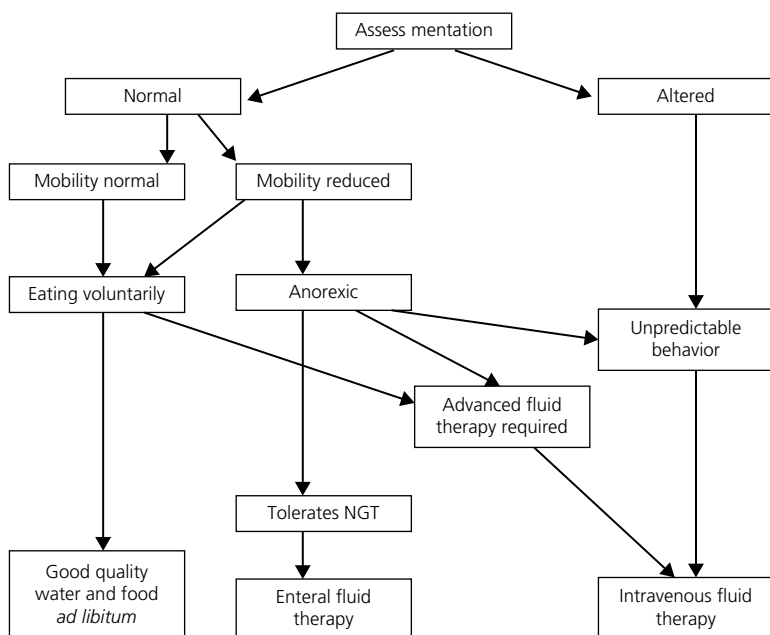 Assess mentation
Normal
Altered
Mobility normal
Mobility reduced
Eating voluntarily
Anorexic
Unpredictable
behavior
Advanced fluid
therapy required
Tolerates NGT
Good quality
water and food
ad libitum
Enteral fluid
therapy
Intravenous fluid
therapy